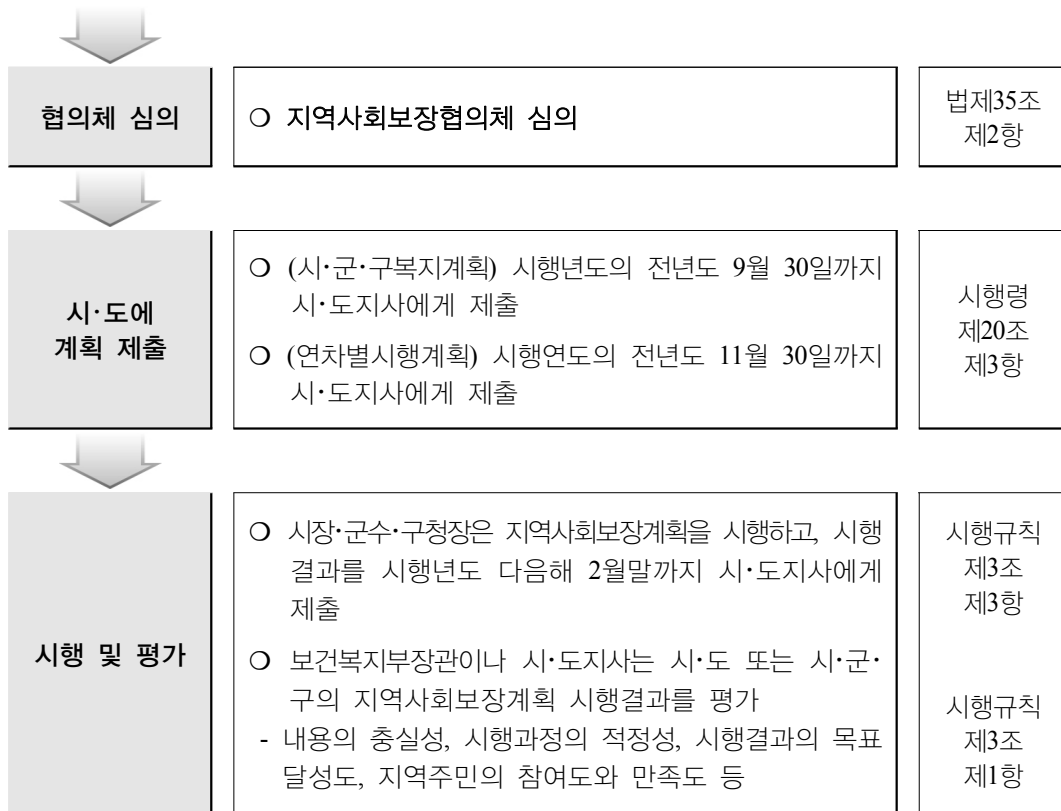 협의체 심의
❍ 지역사회보장협의체 심의
법제35조
제2항
시·도에
계획 제출
❍ (시·군·구복지계획) 시행년도의 전년도 9월 30일까지
시·도지사에게 제출
❍ (연차별시행계획) 시행연도의 전년도 11월 30일까지
시·도지사에게 제출
시행령
제20조
제3항
시행 및 평가
❍ 시장·군수·구청장은 지역사회보장계획을 시행하고, 시행
결과를 시행년도 다음해 2월말까지 시·도지사에게
제출
❍ 보건복지부장관이나 시·도지사는 시·도 또는 시·군·
구의 지역사회보장계획 시행결과를 평가
- 내용의 충실성, 시행과정의 적정성, 시행결과의 목표
달성도, 지역주민의 참여도와 만족도 등
시행규칙
제3조
제3항
시행규칙
제3조
제1항